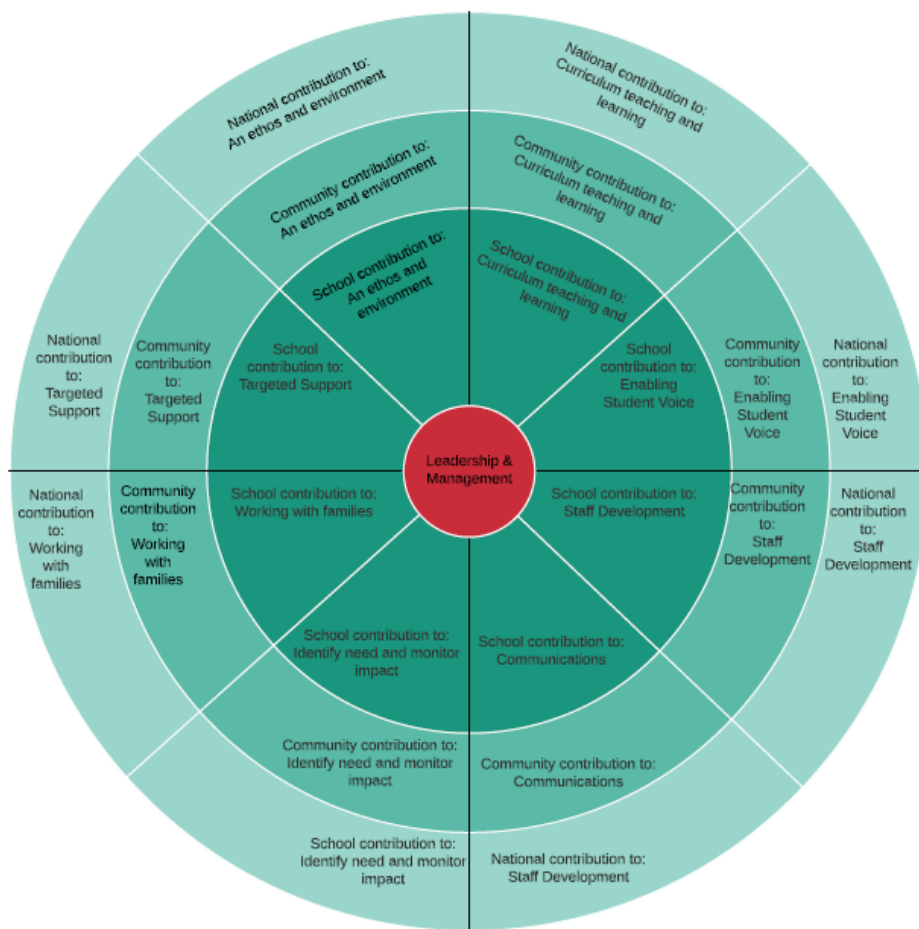 National contribution to:
An ethos and environment
National contribution to:
Curriculum teaching and
learning
Community contribution to:
An ethos and environment
Community contribution to:
Curriculum teaching and
learning
School contribution to:
An ethos and
environment
School contribution to:
Curriculum teaching and
learning
National
contribution
to:
Targeted
Support
Community
contribution
to:
Targeted
Support
School
contribution to:
Targeted Support
School
contribution to:
Enabling
Student Voice
Community
contribution
to:
Enabling
Student
Voice
National
contribution
to:
Enabling
Student
Voice
Leadership &
Management
National
contribution
to:
Working
with
families
Community
contribution
to:
Working
with
families
School contribution to:
Working with families
School contribution to:
Staff Development
Community
contribution
to:
Staff
Development
National
contribution
to:
Staff
Development
School contribution to:
Identify need and monitor
impact
School contribution to:
Communications
Community contribution to:
Identify need and monitor
impact
Community contribution to:
Communications
School contribution to:
Identify need and monitor
impact
National contribution to:
Staff Development